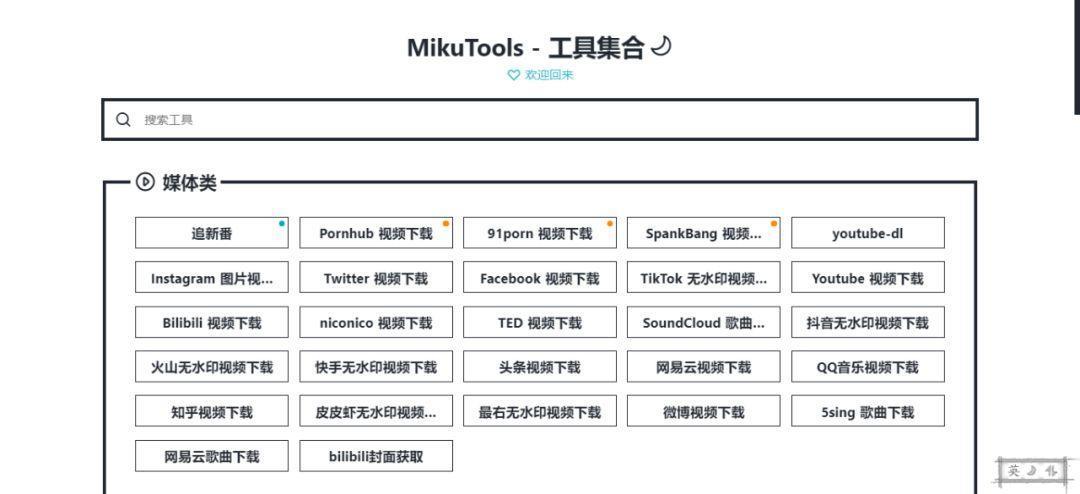 MikuTools - 工具集合
欢迎回来
搜索工具
媒体类
追新番 Pornhub 视频下载 91porn 视频下载 SpankBang 视频... youtube-dl
Instagram 图片视... Twitter 视频下载 Facebook 视频下载 TikTok 无水印视频... Youtube 视频下载
Bilibili 视频下载 niconico 视频下载 TED 视频下载 SoundCloud 歌曲... 抖音无水印视频下载
火山无水印视频下载 快手无水印视频下载 头条视频下载 网易云视频下载 QQ音乐视频下载
知乎视频下载 皮皮虾无水印视频... 最右无水印视频下载 微博视频下载 5sing 歌曲下载
网易云歌曲下载 bilibili封面获取
英